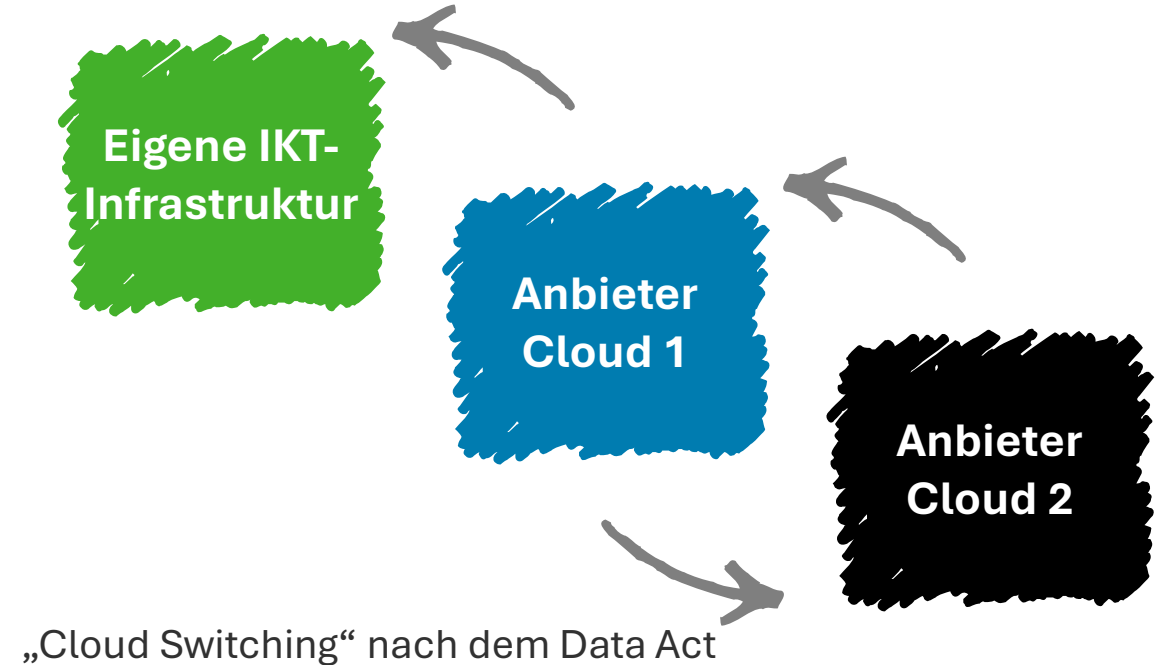 Eigene IKT-
Infrastruktur
Anbieter
Cloud 1
Anbieter
Cloud 2
„Cloud Switching“ nach dem Data Act